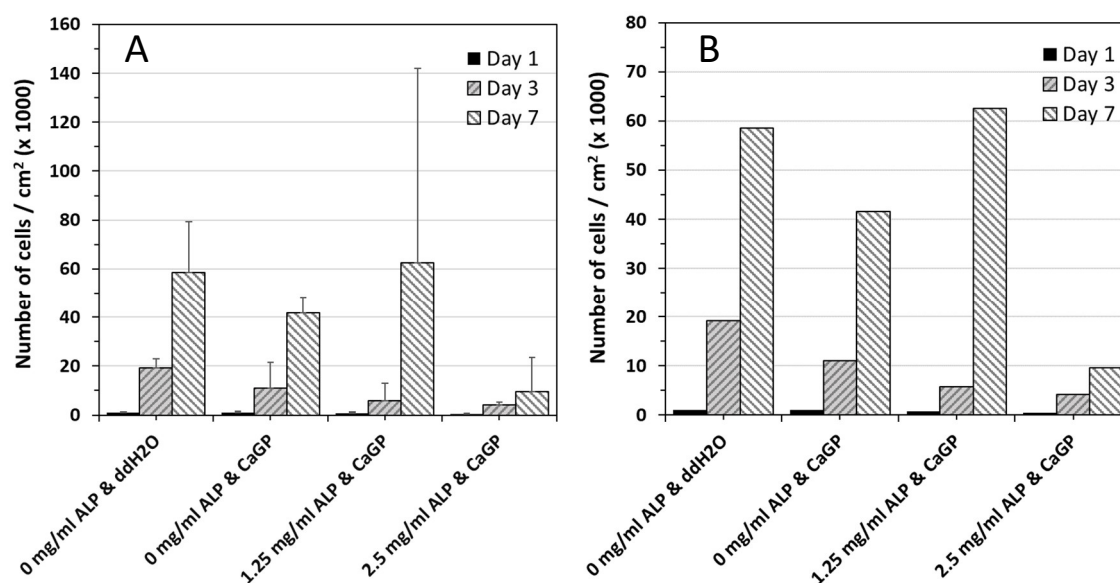 A
Number of cells / cm² (x 1000)
160
140
120
100
80
60
40
20
0
Day 1
Day 3
Day 7
0 mg/ml ALP & ddH2O
0 mg/ml ALP & CaGP
1.25 mg/ml ALP & CaGP
2.5 mg/ml ALP & CaGP
B
Number of cells / cm² (x 1000)
80
70
60
50
40
30
20
10
0
Day 1
Day 3
Day 7
0 mg/ml ALP & ddH2O
0 mg/ml ALP & CaGP
1.25 mg/ml ALP & CaGP
2.5 mg/ml ALP & CaGP